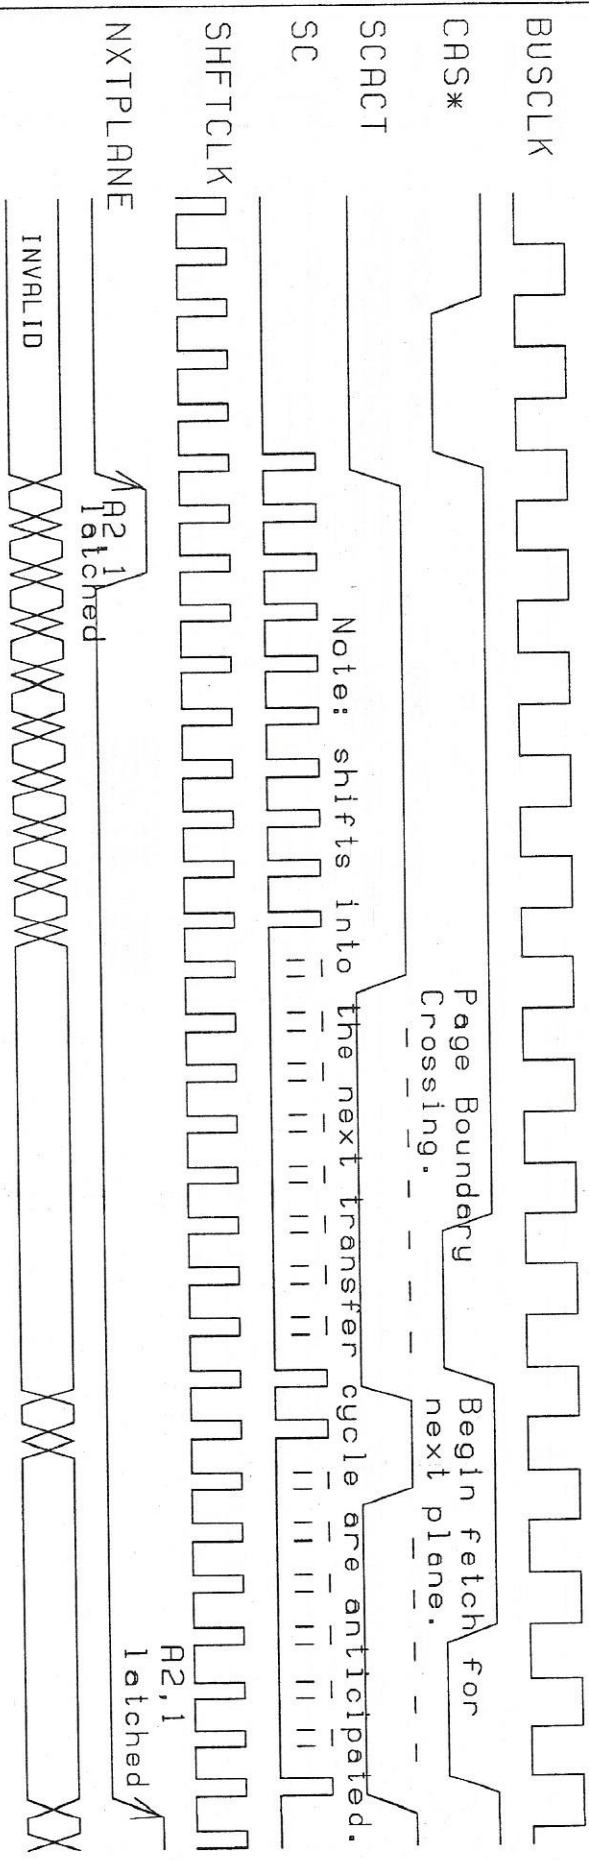 BUSCLK
CAS*
Page Boundary
Crossing.
Begin fetch for
next plane.
SCACT
Note: shifts into the next transfer cycle are anticipated.
SC
SHFTCLK
NXTPLANE
A2,1
latched
A2,1
latched
INVALID